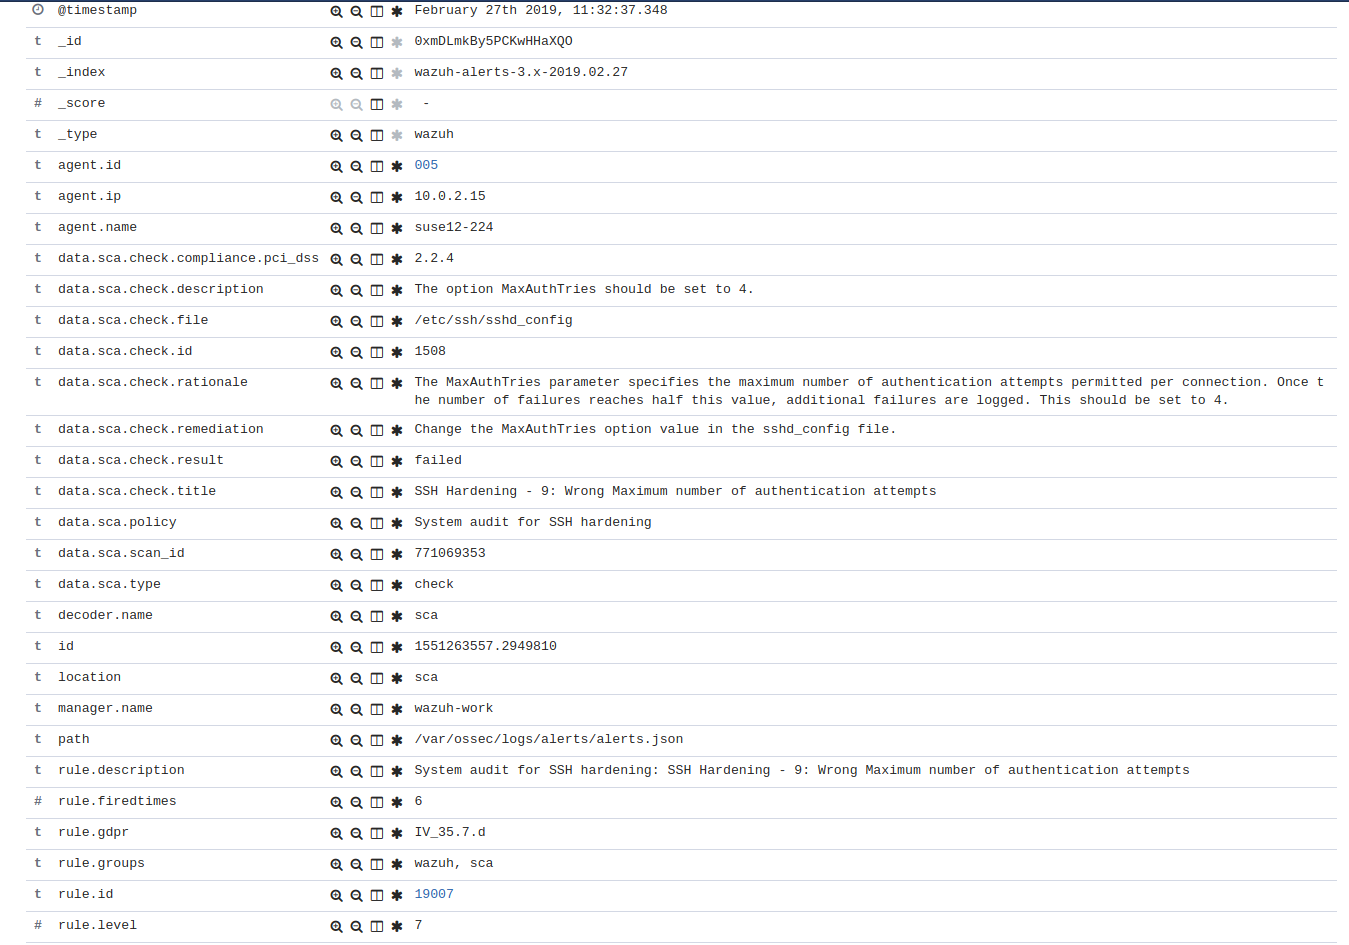 @timestamp February 27th 2019, 11:32:37.348
t _id 0xmDLmkBy5PCKwHHaXQO
t _index wazuh-alerts-3.x-2019.02.27
# _score -
t _type wazuh
t agent.id 005
t agent.ip 10.0.2.15
t agent.name suse12-224
t data.sca.check.compliance.pci_dss 2.2.4
t data.sca.check.description The option MaxAuthTries should be set to 4.
t data.sca.check.file /etc/ssh/sshd_config
t data.sca.check.id 1508
t data.sca.check.rationale The MaxAuthTries parameter specifies the maximum number of authentication attempts permitted per connection. Once t
he number of failures reaches half this value, additional failures are logged. This should be set to 4.
t data.sca.check.remediation Change the MaxAuthTries option value in the sshd_config file.
t data.sca.check.result failed
t data.sca.check.title SSH Hardening - 9: Wrong Maximum number of authentication attempts
t data.sca.policy System audit for SSH hardening
t data.sca.scan_id 771069353
t data.sca.type check
t decoder.name sca
t id 1551263557.2949810
t location sca
t manager.name wazuh-work
t path /var/ossec/logs/alerts/alerts.json
t rule.description System audit for SSH hardening: SSH Hardening - 9: Wrong Maximum number of authentication attempts
# rule.firedtimes 6
t rule.gdpr IV_35.7.d
t rule.groups wazuh, sca
t rule.id 19007
# rule.level 7